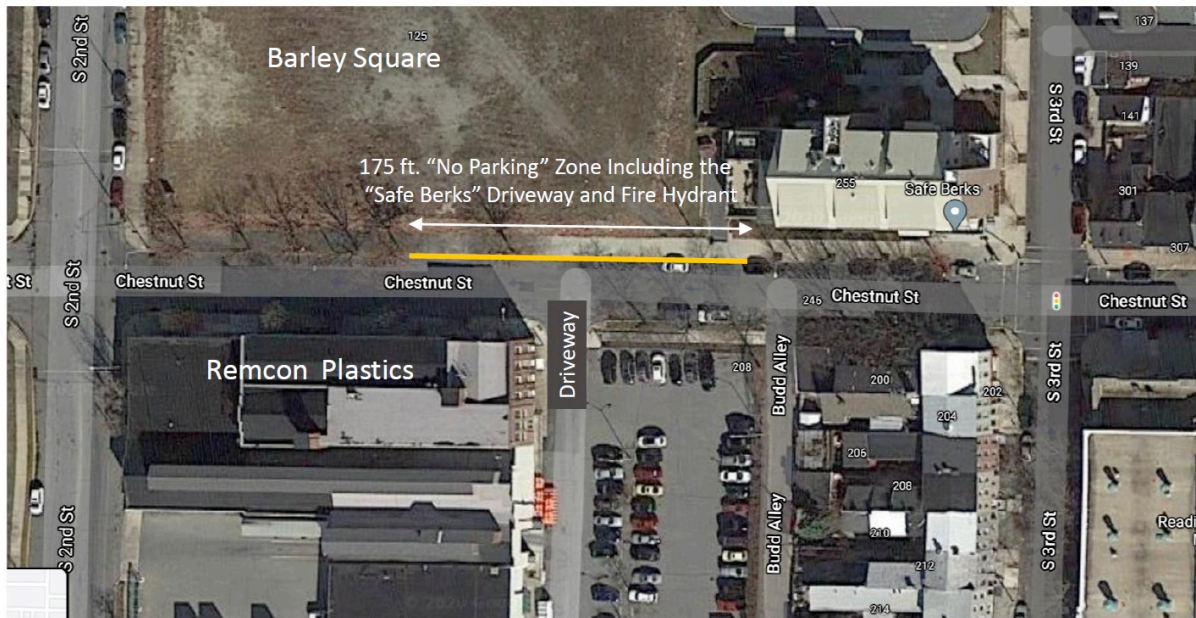 S 2nd St
Barley Square
125
137
139
S 3rd St
141
175 ft. “No Parking” Zone Including the
“Safe Berks” Driveway and Fire Hydrant
255
Safe Berks
301
307
t St
S 2nd St
Chestnut St
Chestnut St
246
Chestnut St
Chestnut St
Remcon Plastics
Driveway
208
Budd Alley
200
202
S 3rd St
204
206
208
Budd Alley
210
S 2nd St
S 3rd St
Readi
212
214